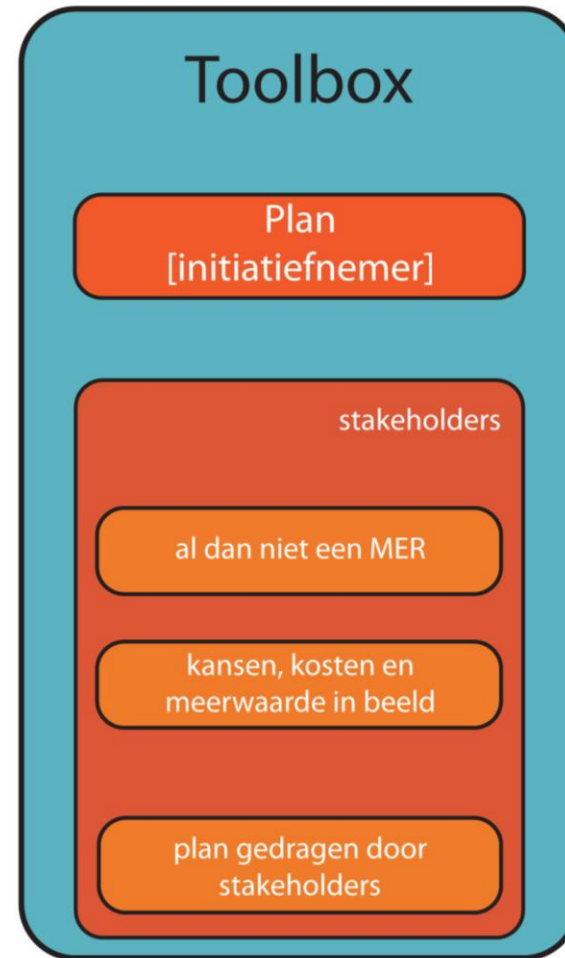 Toolbox
Plan
[initiatiefnemer]
stakeholders
al dan niet een MER
kansen, kosten en
meerwaarde in beeld
plan gedragen door
stakeholders